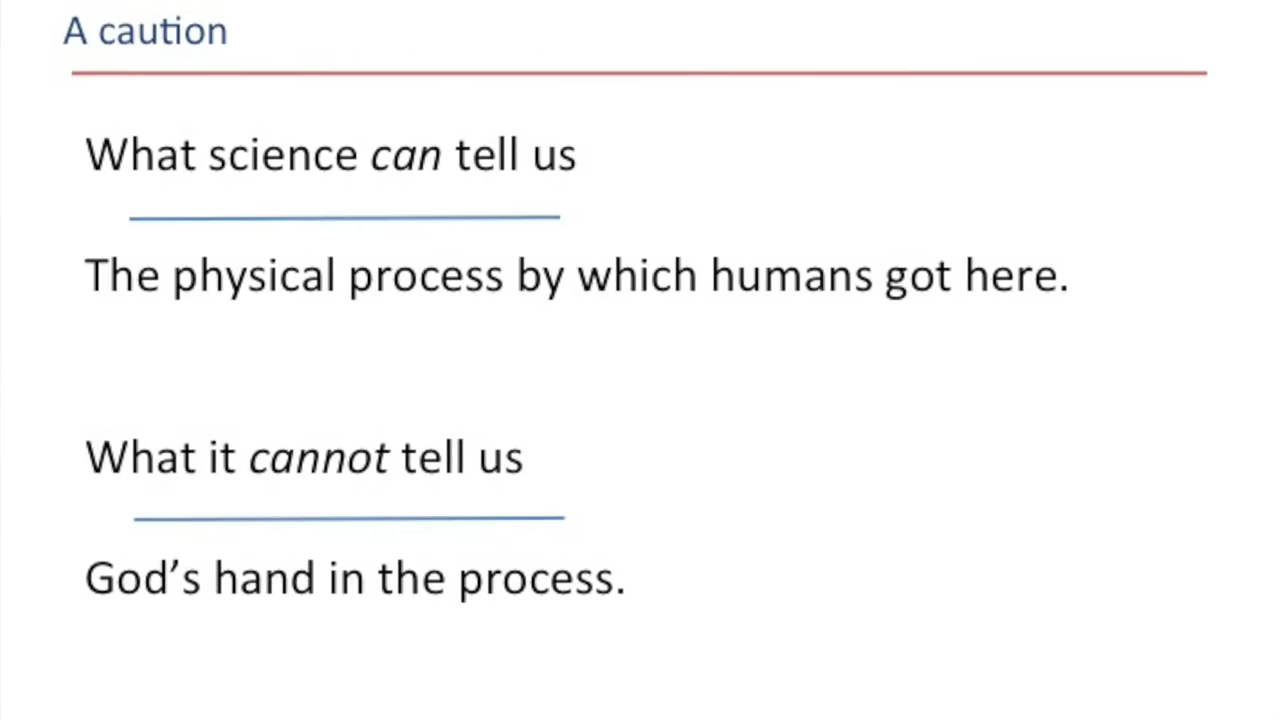 A caution
What science can tell us
The physical process by which humans got here.
What it cannot tell us
God’s hand in the process.